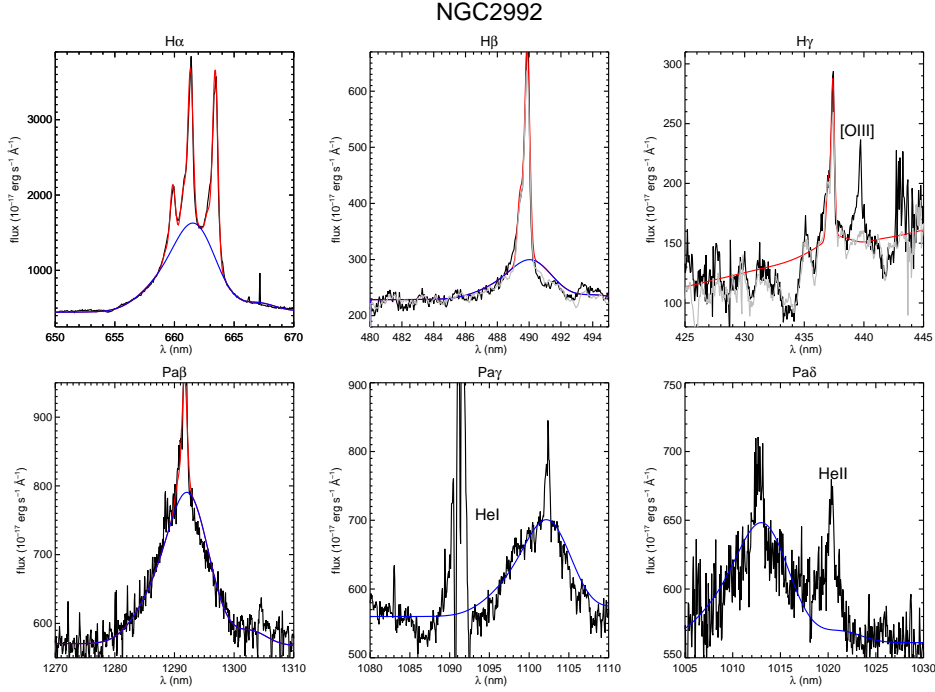 NGC2992
Hα
flux (10⁻¹⁷ erg s⁻¹ Å⁻¹)
3000
2000
1000
650 655 660 665 670
λ (nm)
Hβ
flux (10⁻¹⁷ erg s⁻¹ Å⁻¹)
600
500
400
300
200
480 482 484 486 488 490 492 494
λ (nm)
Hγ
flux (10⁻¹⁷ erg s⁻¹ Å⁻¹)
300
250
200
150
100
[OIII]
425 430 435 440 445
λ (nm)
Paβ
flux (10⁻¹⁷ erg s⁻¹ Å⁻¹)
900
800
700
600
1270 1280 1290 1300 1310
λ (nm)
Paγ
flux (10⁻¹⁷ erg s⁻¹ Å⁻¹)
900
800
700
600
500
HeI
1080 1085 1090 1095 1100 1105 1110
λ (nm)
Paδ
flux (10⁻¹⁷ erg s⁻¹ Å⁻¹)
750
700
650
600
550
HeII
1005 1010 1015 1020 1025 1030
λ (nm)